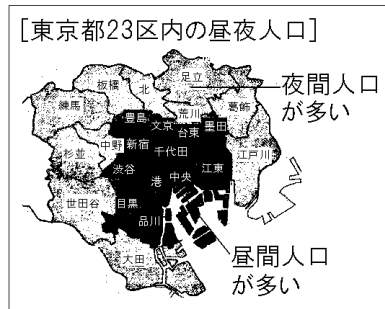 [東京都23区内の昼夜人口]
足立
板橋
北
夜間人口
が多い
練馬
荒川
葛飾
豊島
文京
台東
墨田
中野
新宿
千代田
江戸川
杉並
渋谷
中央
江東
港
世田谷
目黒
品川
昼間人口
が多い
大田